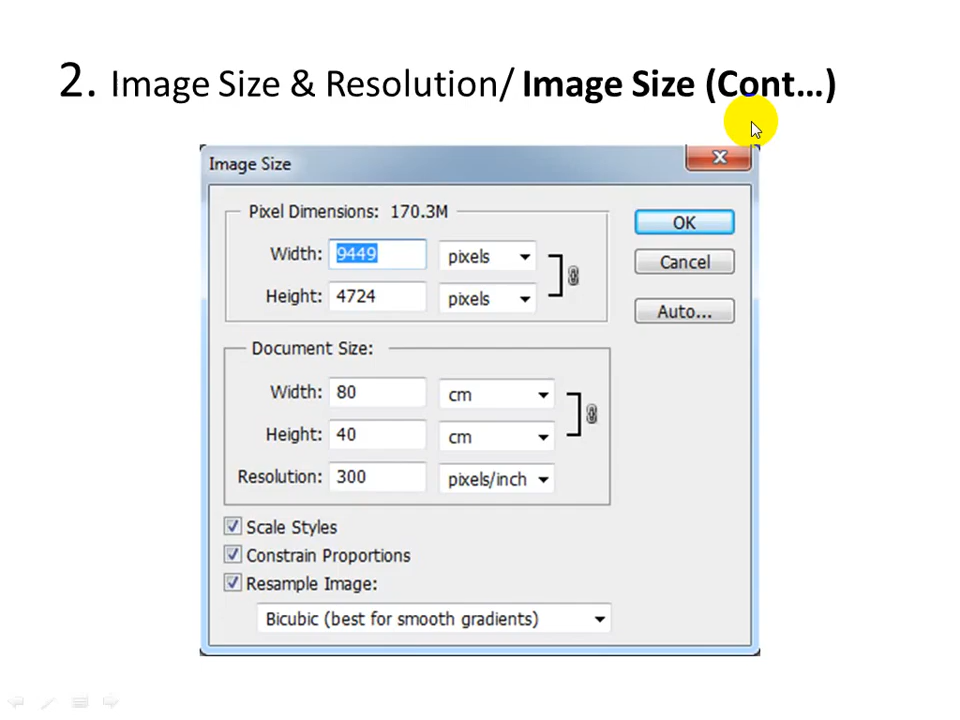 2. Image Size & Resolution/ Image Size (Cont…)
Image Size
Pixel Dimensions: 170.3M
Width: 9449 pixels
Height: 4724 pixels
OK
Cancel
Auto...
Document Size:
Width: 80 cm
Height: 40 cm
Resolution: 300 pixels/inch
Scale Styles
Constrain Proportions
Resample Image:
Bicubic (best for smooth gradients)